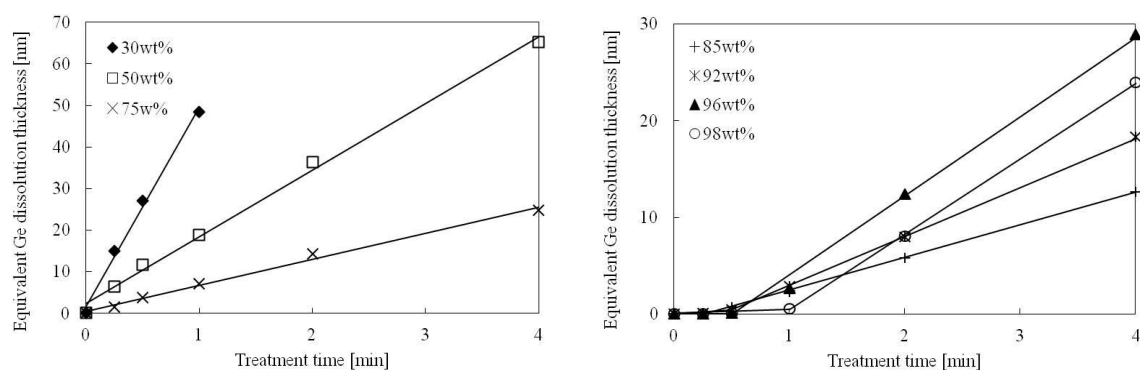 Equivalent Ge dissolution thickness [nm]
70
60
50
40
30
20
10
0
30wt%
50wt%
75w%
0
1
2
3
4
Treatment time [min]
Equivalent Ge dissolution thickness [nm]
30
20
10
0
85wt%
92wt%
96wt%
98wt%
0
1
2
3
4
Treatment time [min]